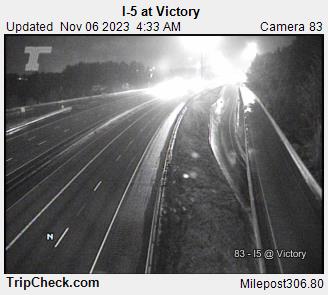 I-5 at Victory
Updated Nov 06 2023 4:33 AM Camera 83
T
N
83 - I5 @ Victory
TripCheck.com Milepost306.80